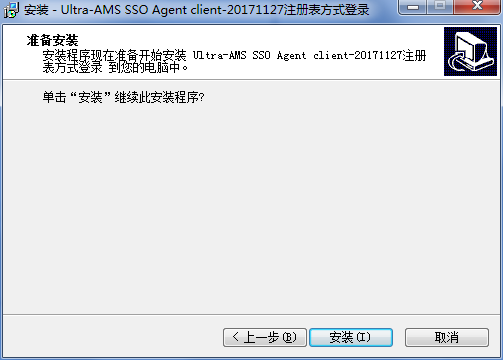 安装 - Ultra-AMS SSO Agent client-20171127注册表方式登录
准备安装
安装程序现在准备开始安装 Ultra-AMS SSO Agent client-20171127注册
表方式登录 到您的电脑中。
单击“安装”继续此安装程序?
< 上一步(B)
安装(I)
取消